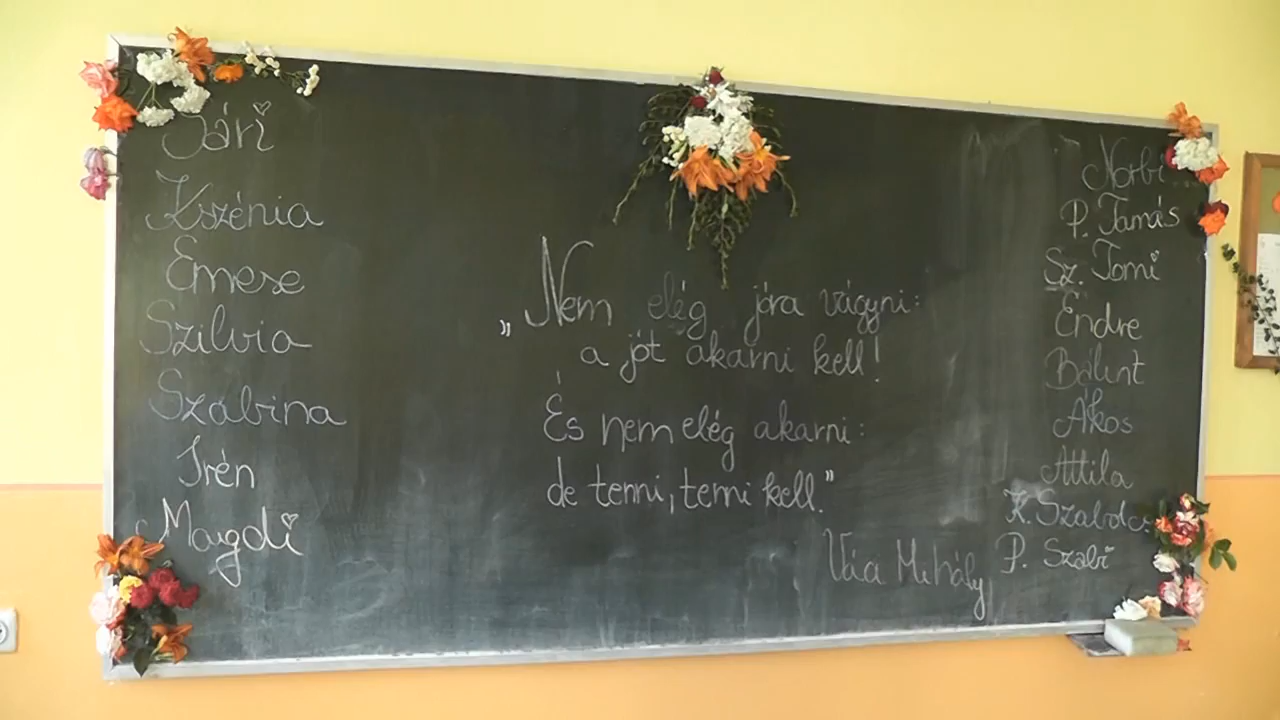 Sári
Kszénia
Emese
Szilvia
Szabina
Irén
Magdi
„Nem elég jóra vágyni:
a jót akarni kell!
És nem elég akarni:
de tenni, tenni kell."
Váci Mihály
Norbi
P. Tamás
Sz. Tomi
Endre
Bálint
Ákos
Attila
K. Szabolcs
P. Szabi